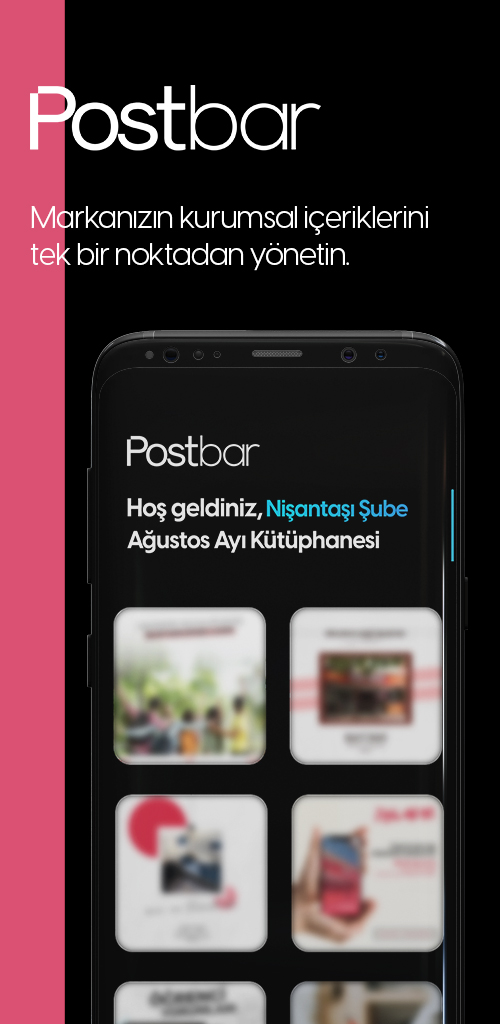 Postbar
Markanızın kurumsal içeriklerini
tek bir noktadan yönetin.
Postbar
Hoş geldiniz, Nişantaşı Şube
Ağustos Ayı Kütüphanesi